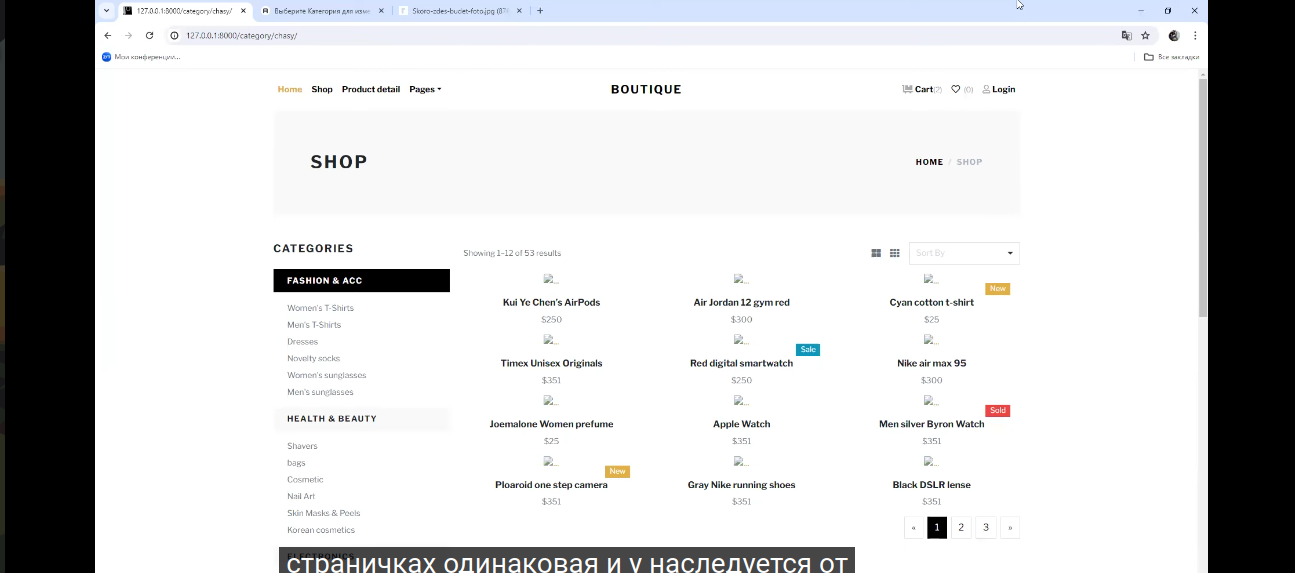 127.0.0.1:8000/category/chasy/
Выберите Категория для изме
Skoro-zdes-budet-foto.jpg (87
127.0.0.1:8000/category/chasy/
Мои конференции...
Все закладки
Home Shop Product detail Pages
BOUTIQUE
Cart(2) (0) Login
SHOP
HOME / SHOP
CATEGORIES
Showing 1–12 of 53 results
Sort By
FASHION & ACC
Women's T-Shirts
Men's T-Shirts
Dresses
Novelty socks
Women's sunglasses
Men's sunglasses
HEALTH & BEAUTY
Shavers
bags
Cosmetic
Nail Art
Skin Masks & Peels
Korean cosmetics
ELECTRONICS
...
Kui Ye Chen's AirPods
$250
...
Air Jordan 12 gym red
$300
...
New
Cyan cotton t-shirt
$25
...
Timex Unisex Originals
$351
...
Sale
Red digital smartwatch
$250
...
Nike air max 95
$300
...
Joemalone Women prefume
$25
...
Apple Watch
$351
...
Sold
Men silver Byron Watch
$351
...
New
Ploaroid one step camera
$351
...
Gray Nike running shoes
$351
...
Black DSLR lense
$351
« 1 2 3 »
страничках одинаковая и у наследуется от